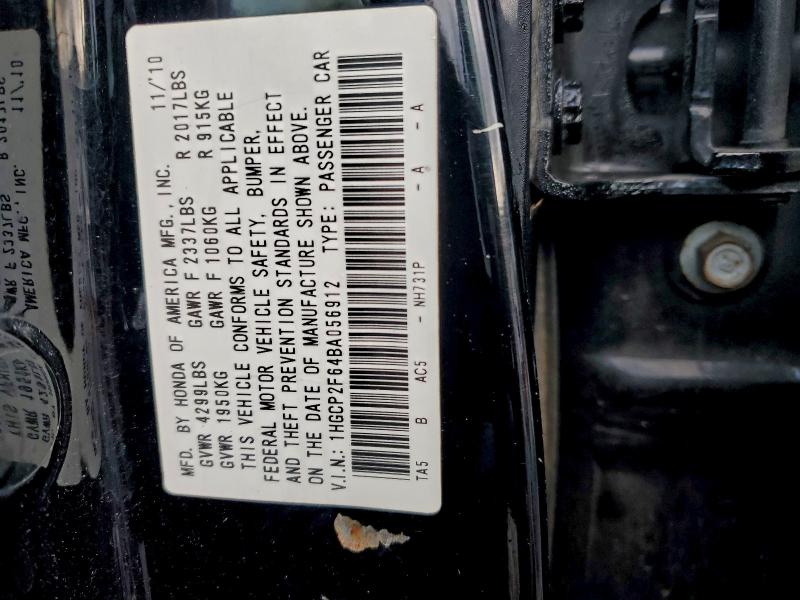 MFD. BY HONDA OF AMERICA MFG., INC. 11/'10
GVWR 4299LBS GAWR F 2337LBS R 2017LBS
GVWR 1950KG GAWR F 1060KG R 915KG
THIS VEHICLE CONFORMS TO ALL APPLICABLE
FEDERAL MOTOR VEHICLE SAFETY, BUMPER,
AND THEFT PREVENTION STANDARDS IN EFFECT
ON THE DATE OF MANUFACTURE SHOWN ABOVE.
V.I.N.: 1HGCP2F64BA056912 TYPE: PASSENGER CAR
TA5 B AC5 - NH731P - A - A